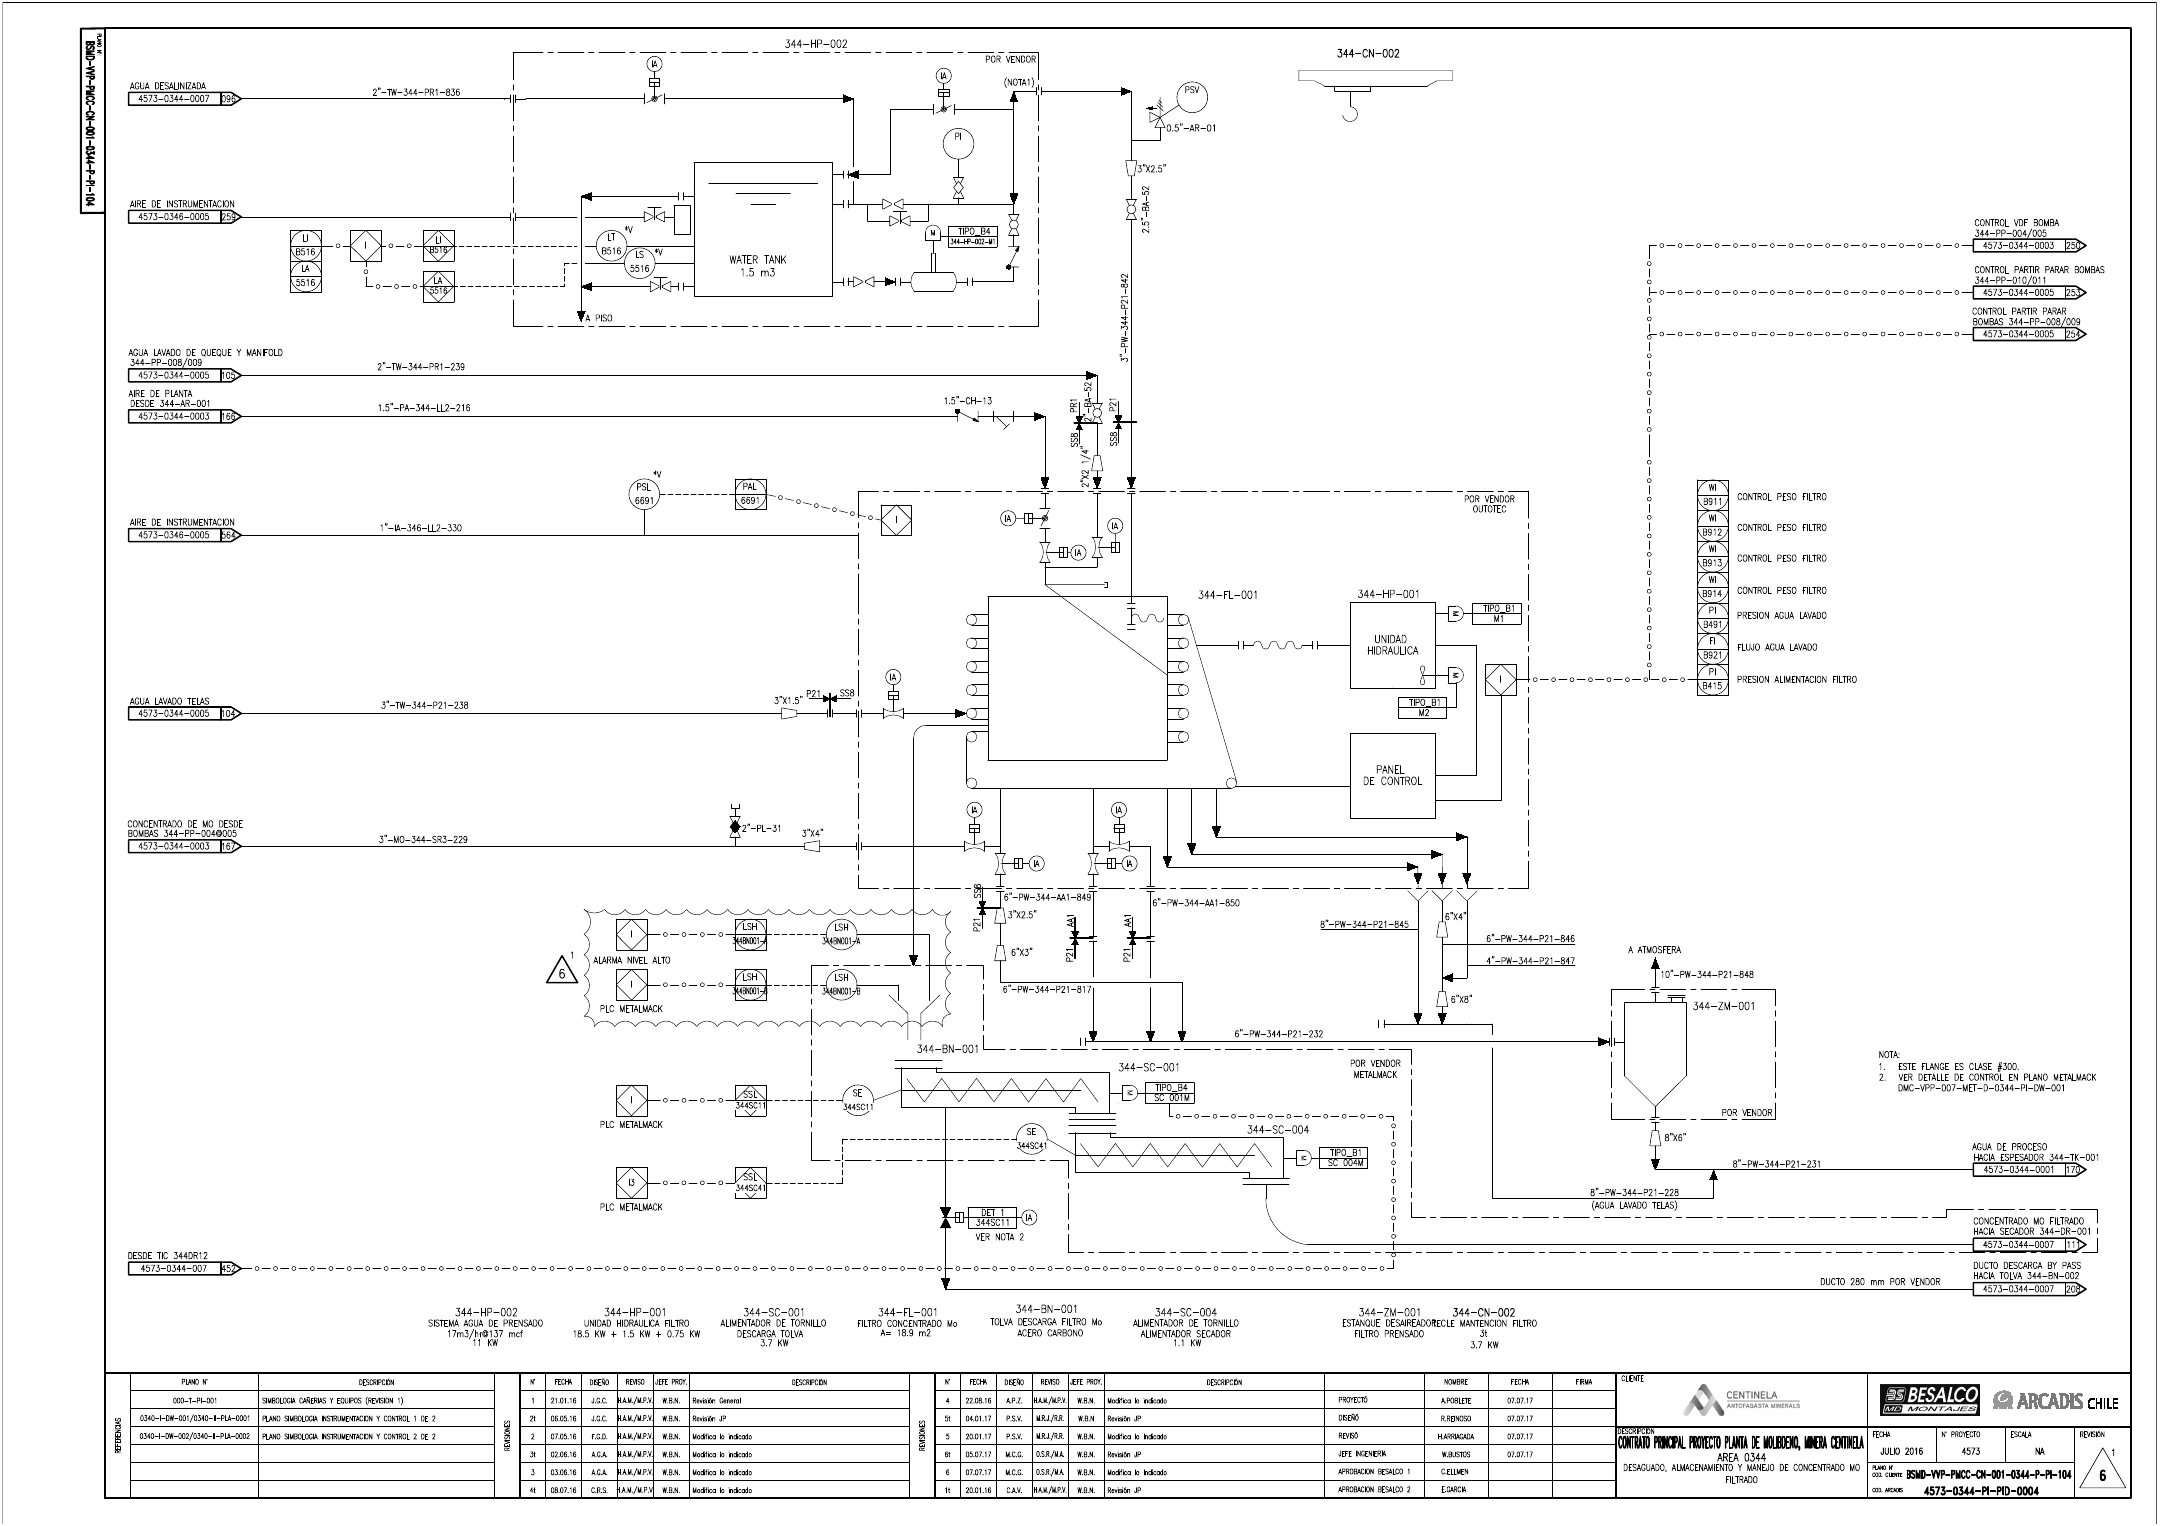 PLANO N°
BSMD-VVP-PMCC-CN-001-0344-P-PI-104
344-HP-002
POR VENDOR
(NOTA1)
344-CN-002
AGUA DESALINIZADA
4573-0344-0007 096
2"-TW-344-PR1-836
IA
IA
PI
PSV
0.5"-AR-01
3"X2.5"
2.5"-BA-52
3"-PW-344-P21-842
AIRE DE INSTRUMENTACION
4573-0346-0005 259
LI
B516
LA
5516
I
LI
B516
LA
5516
LT
B516
*V
LS
5516
*V
WATER TANK
1.5 m3
M
TIPO_B4
344-HP-002-M1
A PISO
CONTROL VDF BOMBA
344-PP-004/005
4573-0344-0003 250
CONTROL PARTIR PARAR BOMBAS
344-PP-010/011
4573-0344-0005 253
CONTROL PARTIR PARAR
BOMBAS 344-PP-008/009
4573-0344-0005 254
AGUA LAVADO DE QUEQUE Y MANIFOLD
344-PP-008/009
4573-0344-0005 105
2"-TW-344-PR1-239
AIRE DE PLANTA
DESDE 344-AR-001
4573-0344-0003 166
1.5"-PA-344-LL2-216
1.5"-CH-13
2"-BA-52
PR1
SS8
P21
SS8
2"X2 1/4"
PSL
6691
*V
PAL
6691
I
AIRE DE INSTRUMENTACION
4573-0346-0005 564
1"-IA-346-LL2-330
POR VENDOR
OUTOTEC
IA
IA
IA
WI
B911
CONTROL PESO FILTRO
WI
B912
CONTROL PESO FILTRO
WI
B913
CONTROL PESO FILTRO
WI
B914
CONTROL PESO FILTRO
PI
B491
PRESION AGUA LAVADO
FI
B921
FLUJO AGUA LAVADO
PI
B415
PRESION ALIMENTACION FILTRO
344-FL-001
344-HP-001
UNIDAD
HIDRAULICA
M
TIPO_B1
M1
M
TIPO_B1
M2
I
PANEL
DE CONTROL
AGUA LAVADO TELAS
4573-0344-0005 104
3"-TW-344-P21-238
3"X1.5"
P21
SS8
IA
CONCENTRADO DE MO DESDE
BOMBAS 344-PP-004@005
4573-0344-0003 167
3"-MO-344-SR3-229
2"-PL-31
3"X4"
IA
IA
IA
IA
SS8
P21
6"-PW-344-AA1-849
6"-PW-344-AA1-850
3"X2.5"
6"X3"
AA1
P21
AA1
P21
6"-PW-344-P21-817
8"-PW-344-P21-845
6"X4"
6"-PW-344-P21-846
4"-PW-344-P21-847
6"X8"
6"-PW-344-P21-232
6
1
I
LSH
344BN001-A
LSH
344BN001-A
ALARMA NIVEL ALTO
I
LSH
344BN001-B
LSH
344BN001-B
PLC METALMACK
344-BN-001
A ATMOSFERA
10"-PW-344-P21-848
344-ZM-001
POR VENDOR
8"X6"
NOTA:
1. ESTE FLANGE ES CLASE #300.
2. VER DETALLE DE CONTROL EN PLANO METALMACK
DMC-VPP-007-MET-D-0344-PI-DW-001
POR VENDOR
METALMACK
344-SC-001
TIPO_B4
SC 001M
I
SSL
344SC11
SE
344SC11
PLC METALMACK
344-SC-004
SE
344SC41
TIPO_B1
SC 004M
I3
SSL
344SC41
PLC METALMACK
DET 1
344SC11
IA
VER NOTA 2
AGUA DE PROCESO
HACIA ESPESADOR 344-TK-001
4573-0344-0001 170
8"-PW-344-P21-231
8"-PW-344-P21-228
(AGUA LAVADO TELAS)
CONCENTRADO MO FILTRADO
HACIA SECADOR 344-DR-001
4573-0344-0007 111
DESDE TIC 344DR12
4573-0344-007 452
DUCTO DESCARGA BY PASS
HACIA TOLVA 344-BN-002
4573-0344-0007 208
DUCTO 280 mm POR VENDOR
344-HP-002
SISTEMA AGUA DE PRENSADO
17m3/hr@137 mcf
11 KW
344-HP-001
UNIDAD HIDRAULICA FILTRO
18.5 KW + 1.5 KW + 0.75 KW
344-SC-001
ALIMENTADOR DE TORNILLO
DESCARGA TOLVA
3.7 KW
344-FL-001
FILTRO CONCENTRADO Mo
A= 18.9 m2
344-BN-001
TOLVA DESCARGA FILTRO Mo
ACERO CARBONO
344-SC-004
ALIMENTADOR DE TORNILLO
ALIMENTADOR SECADOR
1.1 KW
344-ZM-001
ESTANQUE DESAIREADOR
FILTRO PRENSADO
344-CN-002
TECLE MANTENCION FILTRO
3t
3.7 KW
REFERENCIAS
PLANO N° DESCRIPCIÓN
000-T-PI-001 SIMBOLOGIA CAÑERIAS Y EQUIPOS (REVISION 1)
0340-I-DW-001/0340-II-PLA-0001 PLANO SIMBOLOGIA INSTRUMENTACION Y CONTROL 1 DE 2
0340-I-DW-002/0340-II-PLA-0002 PLANO SIMBOLOGIA INSTRUMENTACION Y CONTROL 2 DE 2
REVISIONES
N° FECHA DISEÑO REVISO JEFE PROY. DESCRIPCIÓN
1 21.01.16 J.G.C. H.A.M./M.P.V. W.B.N. Revisión General
2t 06.05.16 J.G.C. H.A.M./M.P.V. W.B.N. Revisión JP
2 07.05.16 F.G.D. H.A.M./M.P.V. W.B.N. Modifica lo indicado
3t 02.06.16 A.G.A. H.A.M./M.P.V. W.B.N. Modifica lo indicado
3 03.06.16 A.G.A. H.A.M./M.P.V. W.B.N. Modifica lo indicado
4t 08.07.16 C.R.S. H.A.M./M.P.V. W.B.N. Modifica lo indicado
REVISIONES
N° FECHA DISEÑO REVISO JEFE PROY. DESCRIPCIÓN
4 22.08.16 A.P.Z. H.A.M./M.P.V. W.B.N. Modifica lo indicado
5t 04.01.17 P.S.V. M.R.J./R.R. W.B.N Revisión JP
5 20.01.17 P.S.V. M.R.J./R.R. W.B.N. Modifica lo indicado
6t 05.07.17 M.C.G. O.S.R./M.A. W.B.N. Revisión JP
6 07.07.17 M.C.G. O.S.R./M.A. W.B.N. Modifica lo indicado
1t 20.01.16 C.A.V. H.A.M./M.P.V. W.B.N. Revisión JP
NOMBRE FECHA FIRMA
PROYECTÓ A.POBLETE 07.07.17
DISEÑÓ R.REINOSO 07.07.17
REVISÓ H.ARRIAGADA 07.07.17
JEFE INGENIERÍA W.BUSTOS 07.07.17
APROBACION BESALCO 1 C.ELLMEN
APROBACION BESALCO 2 E.GARCIA
CLIENTE
CENTINELA
ANTOFAGASTA MINERALS
BS BESALCO
MD MONTAJES
ARCADIS CHILE
DESCRIPCIÓN
CONTRATO PRINCIPAL PROYECTO PLANTA DE MOLIBDENO, MINERA CENTINELA
AREA 0344
DESAGUADO, ALMACENAMIENTO Y MANEJO DE CONCENTRADO MO
FILTRADO
FECHA
JULIO 2016
N° PROYECTO
4573
ESCALA
NA
REVISIÓN
6
1
PLANO N°
COD. CLIENTE BSMD-VVP-PMCC-CN-001-0344-P-PI-104
COD. ARCADIS 4573-0344-PI-PID-0004